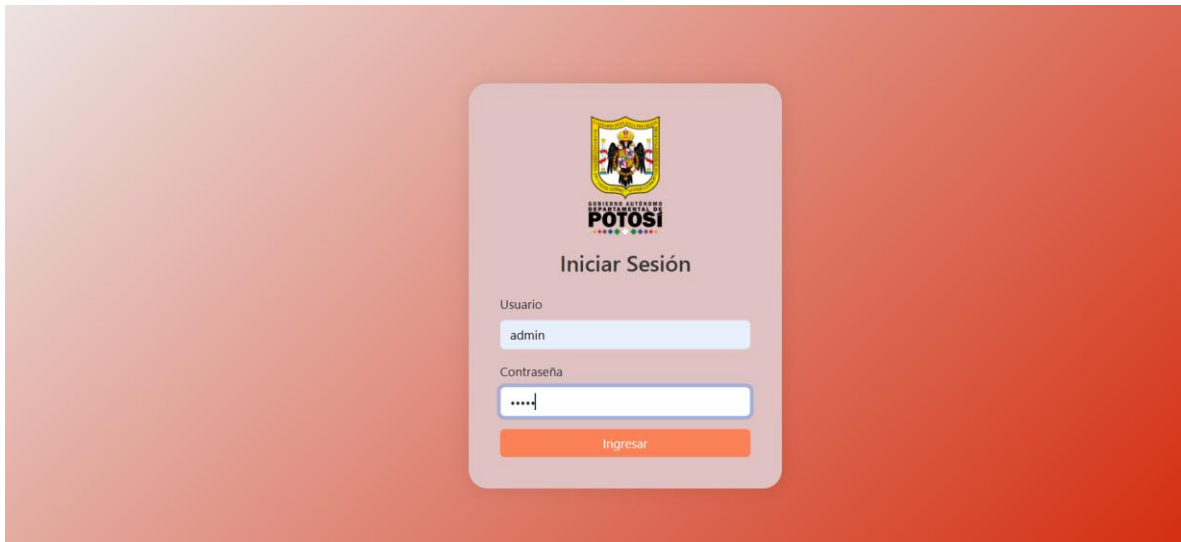 GOBIERNO AUTÓNOMO
DEPARTAMENTAL DE
POTOSÍ
Iniciar Sesión
Usuario
admin
Contraseña
•••••
Ingresar